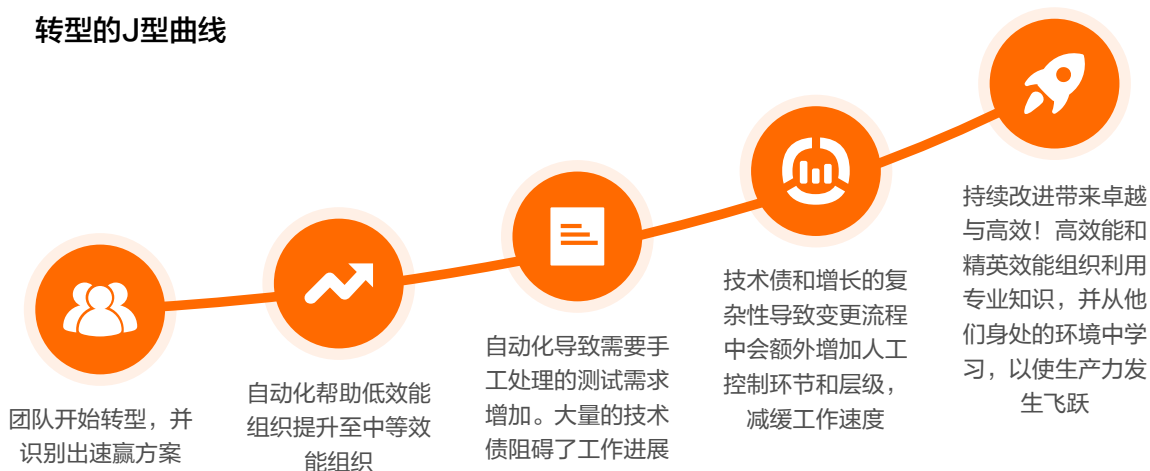 转型的J型曲线
团队开始转型，并
识别出速赢方案
自动化帮助低效能
组织提升至中等效
能组织
自动化导致需要手
工处理的测试需求
增加。大量的技术
债阻碍了工作进展
技术债和增长的复
杂性导致变更流程
中会额外增加人工
控制环节和层级，
减缓工作速度
持续改进带来卓越
与高效！高效能和
精英效能组织利用
专业知识，并从他
们身处的环境中学
习，以使生产力发
生飞跃